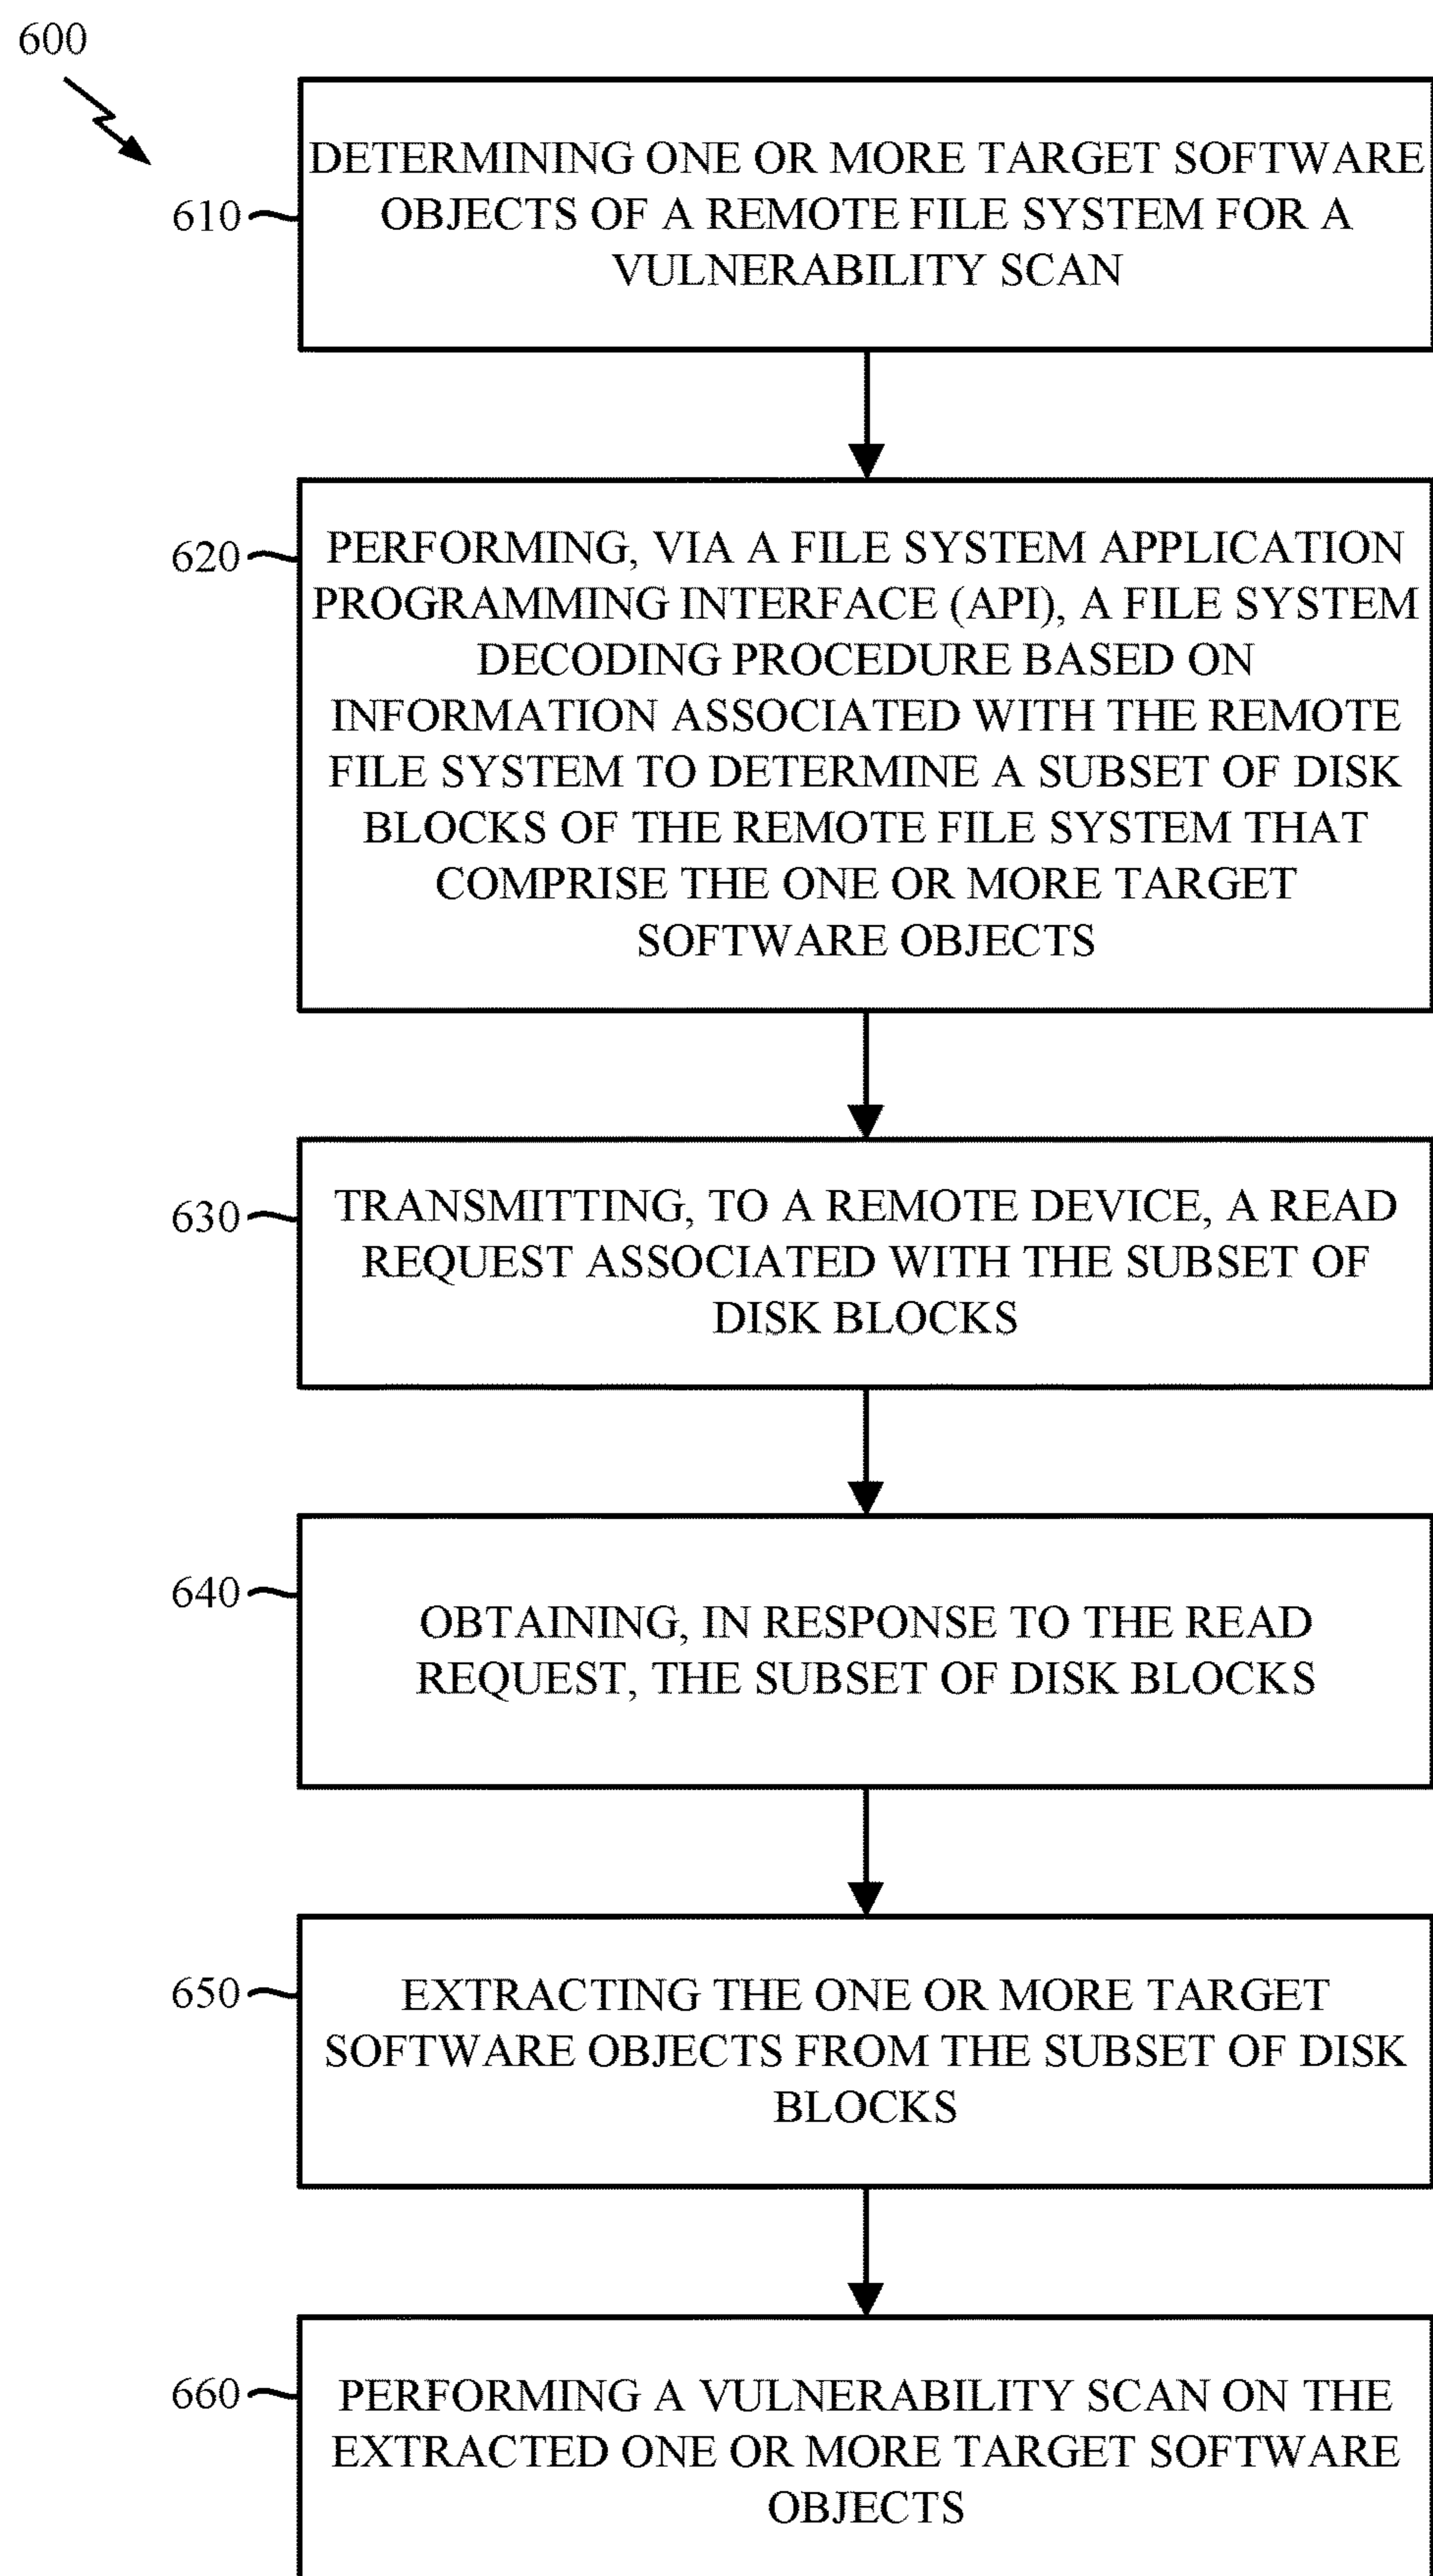 600
610
DETERMINING ONE OR MORE TARGET SOFTWARE
OBJECTS OF A REMOTE FILE SYSTEM FOR A
VULNERABILITY SCAN
620
PERFORMING, VIA A FILE SYSTEM APPLICATION
PROGRAMMING INTERFACE (API), A FILE SYSTEM
DECODING PROCEDURE BASED ON
INFORMATION ASSOCIATED WITH THE REMOTE
FILE SYSTEM TO DETERMINE A SUBSET OF DISK
BLOCKS OF THE REMOTE FILE SYSTEM THAT
COMPRISE THE ONE OR MORE TARGET
SOFTWARE OBJECTS
630
TRANSMITTING, TO A REMOTE DEVICE, A READ
REQUEST ASSOCIATED WITH THE SUBSET OF
DISK BLOCKS
640
OBTAINING, IN RESPONSE TO THE READ
REQUEST, THE SUBSET OF DISK BLOCKS
650
EXTRACTING THE ONE OR MORE TARGET
SOFTWARE OBJECTS FROM THE SUBSET OF DISK
BLOCKS
660
PERFORMING A VULNERABILITY SCAN ON THE
EXTRACTED ONE OR MORE TARGET SOFTWARE
OBJECTS